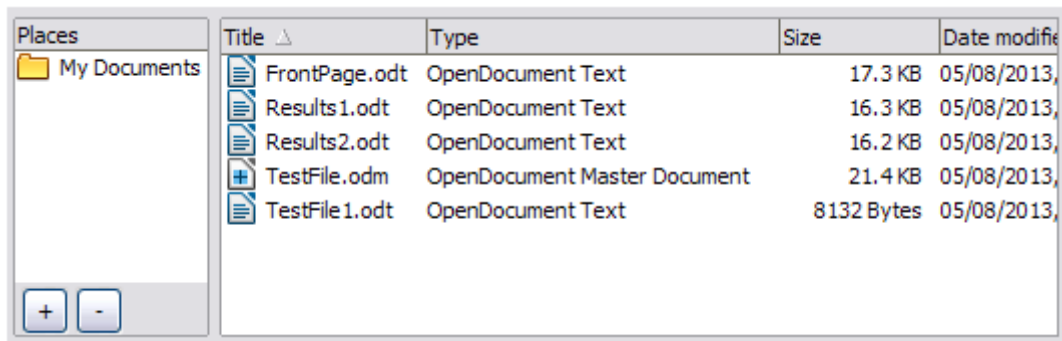 Places Title Type Size Date modifie
My Documents FrontPage.odt OpenDocument Text 17.3 KB 05/08/2013,
Results1.odt OpenDocument Text 16.3 KB 05/08/2013,
Results2.odt OpenDocument Text 16.2 KB 05/08/2013,
TestFile.odm OpenDocument Master Document 21.4 KB 05/08/2013,
TestFile1.odt OpenDocument Text 8132 Bytes 05/08/2013,
+ -